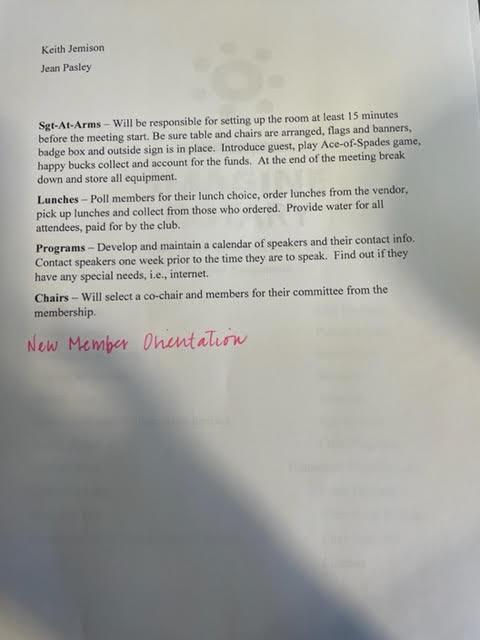 Keith Jemison
Jean Pasley
Sgt-At-Arms – Will be responsible for setting up the room at least 15 minutes
before the meeting start. Be sure table and chairs are arranged, flags and banners,
badge box and outside sign is in place. Introduce guest, play Ace-of-Spades game,
happy bucks collect and account for the funds. At the end of the meeting break
down and store all equipment.
Lunches – Poll members for their lunch choice, order lunches from the vendor,
pick up lunches and collect from those who ordered. Provide water for all
attendees, paid for by the club.
Programs – Develop and maintain a calendar of speakers and their contact info.
Contact speakers one week prior to the time they are to speak. Find out if they
have any special needs, i.e., internet.
Chairs – Will select a co-chair and members for their committee from the
membership.
New Member Orientation